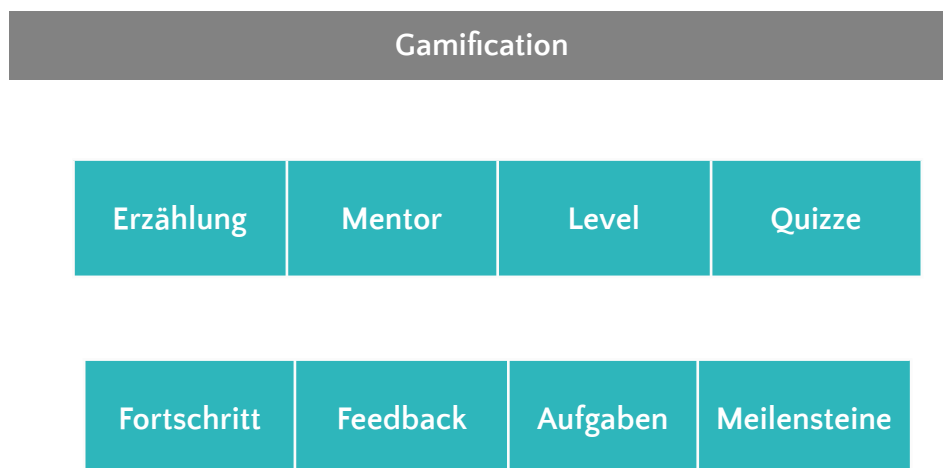 Gamification
Erzählung Mentor Level Quizze
Fortschritt Feedback Aufgaben Meilensteine